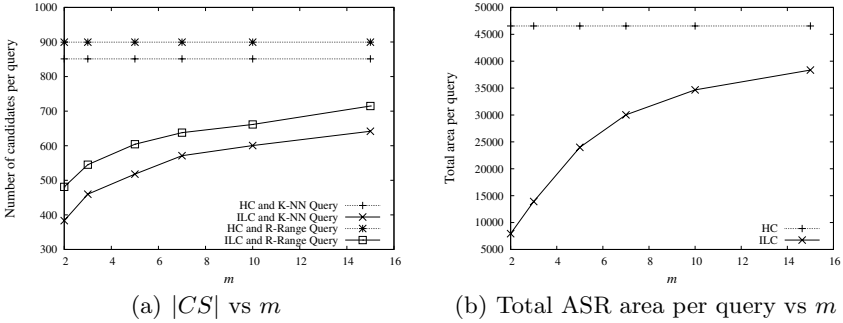 1000
900
800
700
600
500
400
300
2 4 6 8 10 12 14 16
Number of candidates per query
m
HC and K-NN Query
ILC and K-NN Query
HC and R-Range Query
ILC and R-Range Query
(a) |CS| vs m
50000
45000
40000
35000
30000
25000
20000
15000
10000
5000
2 4 6 8 10 12 14 16
Total area per query
m
HC
ILC
(b) Total ASR area per query vs m